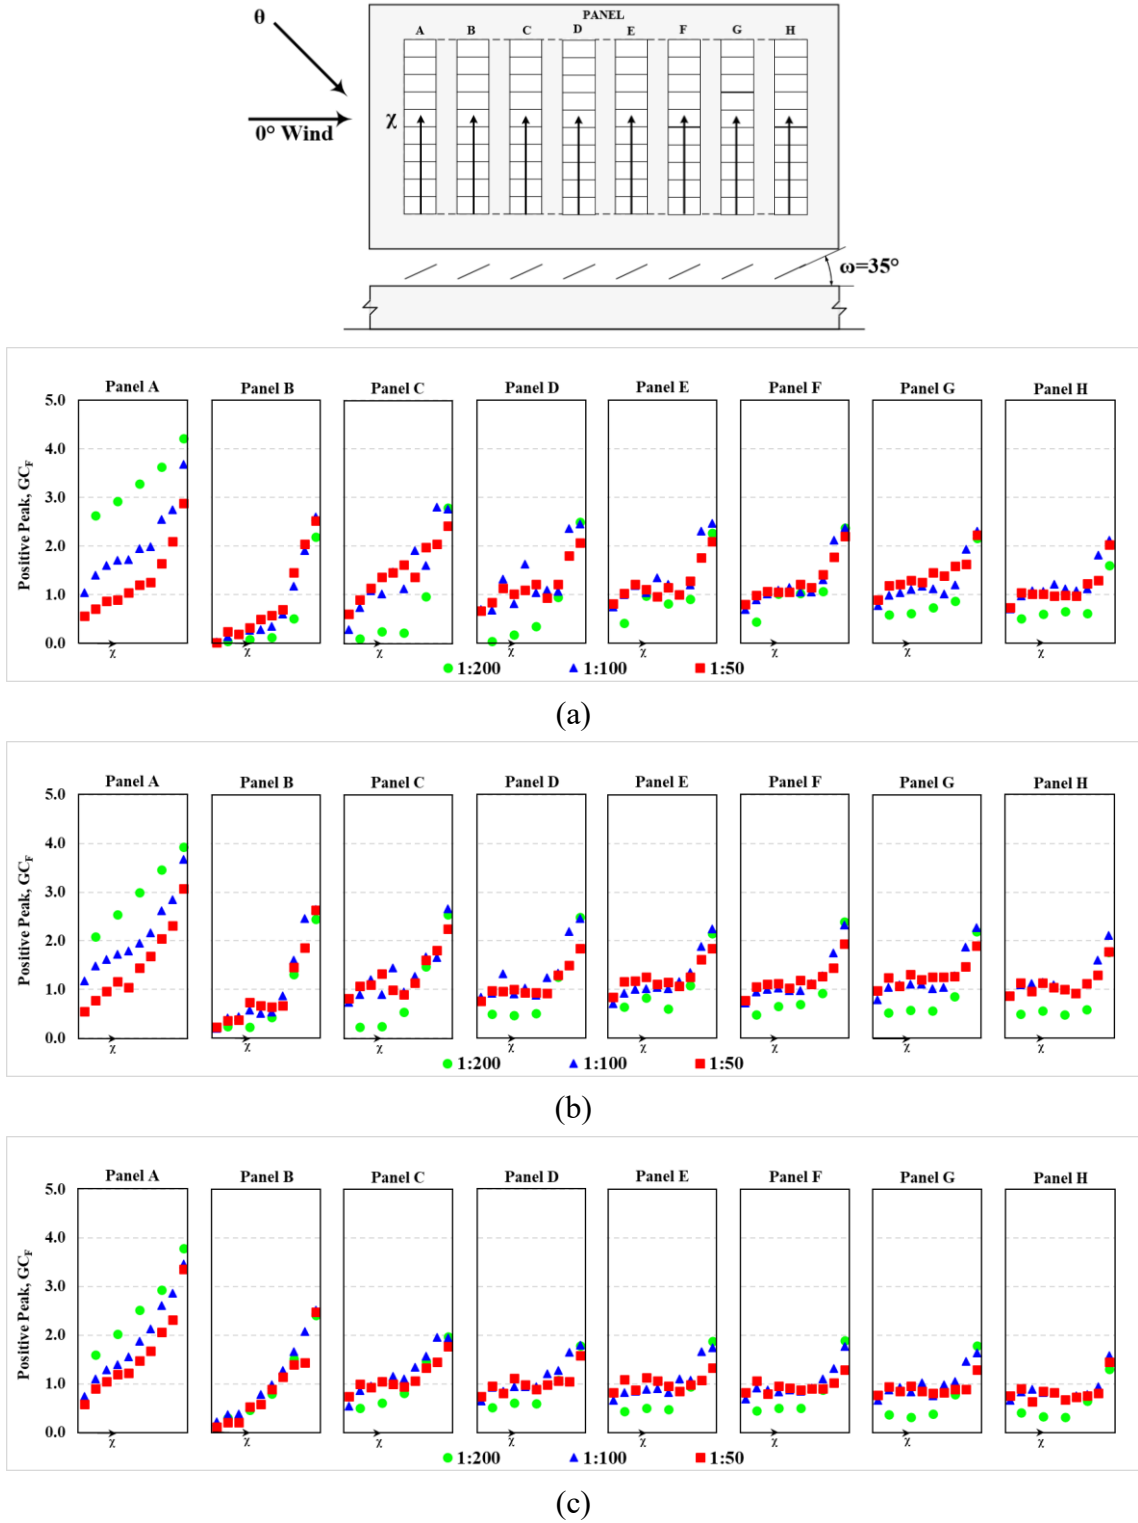 PANEL
A B C D E F G H
θ
χ
0° Wind
ω=35°
Panel A Panel B Panel C Panel D Panel E Panel F Panel G Panel H
Positive Peak, GC_F
5.0
4.0
3.0
2.0
1.0
0.0
χ χ χ χ χ χ χ χ
1:200 1:100 1:50
(a)
Panel A Panel B Panel C Panel D Panel E Panel F Panel G Panel H
Positive Peak, GC_F
5.0
4.0
3.0
2.0
1.0
0.0
χ χ χ χ χ χ χ χ
1:200 1:100 1:50
(b)
Panel A Panel B Panel C Panel D Panel E Panel F Panel G Panel H
Positive Peak, GC_F
5.0
4.0
3.0
2.0
1.0
0.0
χ χ χ χ χ χ χ χ
1:200 1:100 1:50
(c)